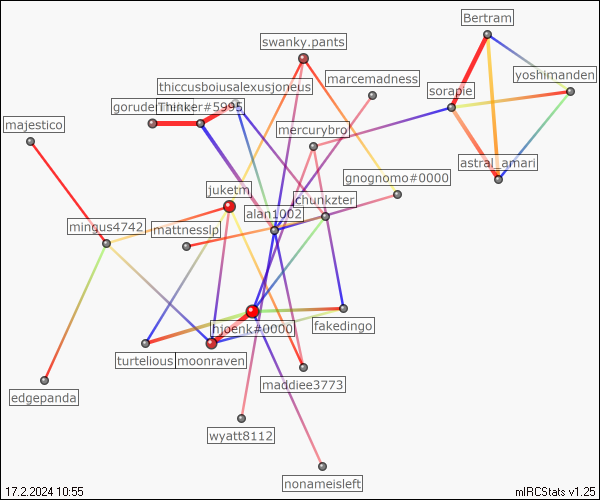 Bertram
swanky.pants
yoshimanden
marcemadness
thiccusboiusalexusjoneus
sorapie
Thinker#5995
majestico
mercurybro
astral_amari
gnognomo#0000
juketm
chunkzter
alan1002
mingus4742
mattnesslp
hjoenk#0000
fakedingo
turtelious
moonraven
maddiee3773
edgepanda
wyatt8112
nonameisleft
17.2.2024 10:55
mIRCStats v1.25